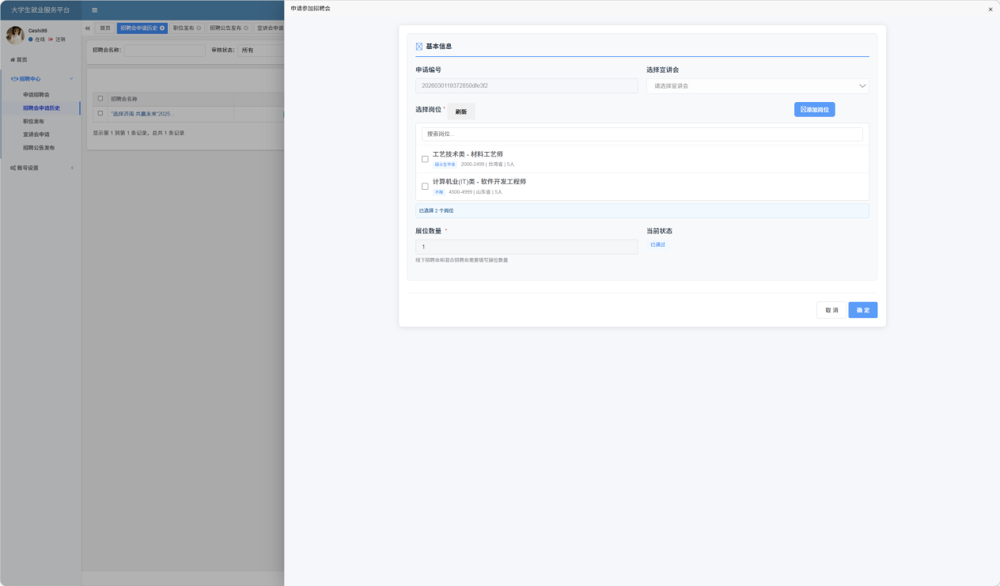 大学生就业服务平台
申请参加招聘会
×
Ceshi95
在线 注销
首页
招聘会申请历史
职位发布
招聘公告发布
宣讲会申请
招聘会名称:
审核状态:
所有
首页
招聘中心
申请招聘会
招聘会申请历史
职位发布
宣讲会申请
招聘公告发布
账号设置
招聘会名称
"选择济南 共赢未来"2025...
显示第 1 到第 1 条记录，总共 1 条记录
基本信息
申请编号
选择宣讲会
2026030119372850dfe3f2
请选择宣讲会
选择岗位 *
刷新
添加岗位
搜索岗位...
工艺技术类 - 材料工艺师
硕士生毕业 2000-2499 | 台湾省 | 8人
计算机业(IT)类 - 软件开发工程师
不限 4500-4999 | 山东省 | 5人
已选择 2 个岗位
展位数量 *
当前状态
1
已通过
线下招聘会和混合招聘会需要填写展位数量
取 消
确 定